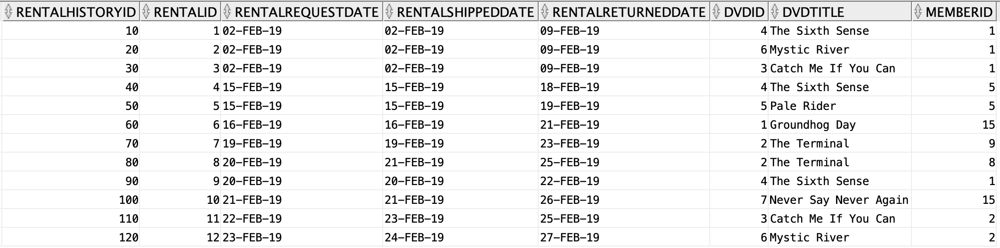 RENTALHISTORYID RENTALID RENTALREQUESTDATE RENTALSHIPPEDDATE RENTALRETURNEDDATE DVDID DVDTITLE MEMBERID
10 1 02-FEB-19 02-FEB-19 09-FEB-19 4 The Sixth Sense 1
20 2 02-FEB-19 02-FEB-19 09-FEB-19 6 Mystic River 1
30 3 02-FEB-19 02-FEB-19 09-FEB-19 3 Catch Me If You Can 1
40 4 15-FEB-19 15-FEB-19 18-FEB-19 4 The Sixth Sense 5
50 5 15-FEB-19 15-FEB-19 19-FEB-19 5 Pale Rider 5
60 6 16-FEB-19 16-FEB-19 21-FEB-19 1 Groundhog Day 15
70 7 19-FEB-19 19-FEB-19 23-FEB-19 2 The Terminal 9
80 8 20-FEB-19 21-FEB-19 25-FEB-19 2 The Terminal 8
90 9 20-FEB-19 20-FEB-19 22-FEB-19 4 The Sixth Sense 1
100 10 21-FEB-19 21-FEB-19 26-FEB-19 7 Never Say Never Again 15
110 11 22-FEB-19 23-FEB-19 25-FEB-19 3 Catch Me If You Can 2
120 12 23-FEB-19 24-FEB-19 27-FEB-19 6 Mystic River 2